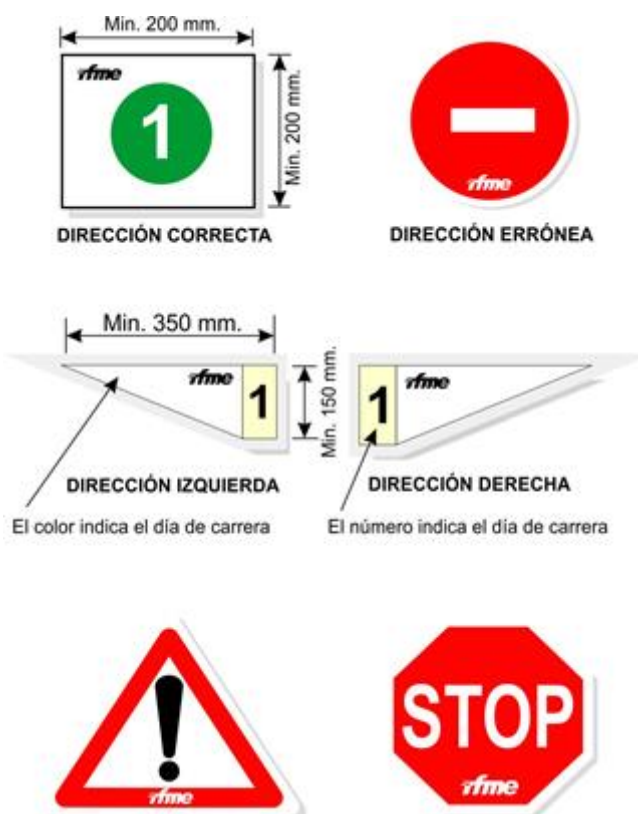 Min. 200 mm.
rfme
1
Min. 200 mm.
DIRECCIÓN CORRECTA
rfme
DIRECCIÓN ERRÓNEA
Min. 350 mm.
rfme
1
Min. 150 mm.
1
rfme
DIRECCIÓN IZQUIERDA
DIRECCIÓN DERECHA
El color indica el día de carrera
El número indica el día de carrera
!
rfme
STOP
rfme